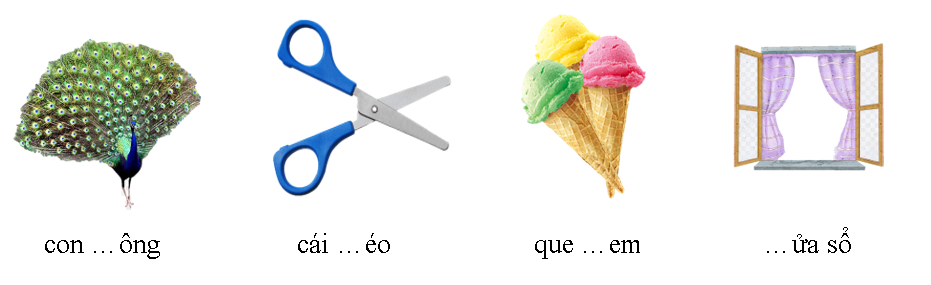 con ... ông cái ... éo que ... em ... ửa sổ